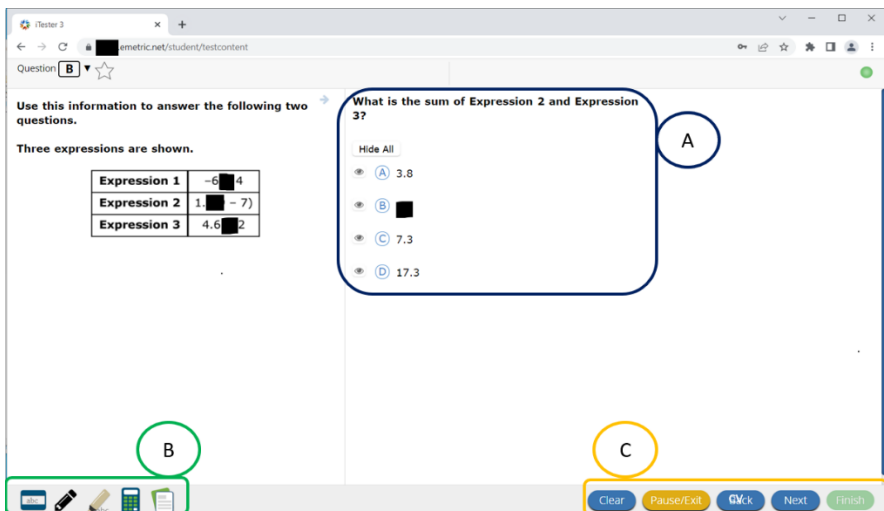 iTester 3
emetric.net/student/testcontent
Question B
Use this information to answer the following two
questions.
Three expressions are shown.
Expression 1 −6 4
Expression 2 1. − 7)
Expression 3 4.6 2
What is the sum of Expression 2 and Expression
3?
Hide All
A 3.8
B
C 7.3
D 17.3
A
B
C
abc
abc
Clear Pause/Exit Next Finish